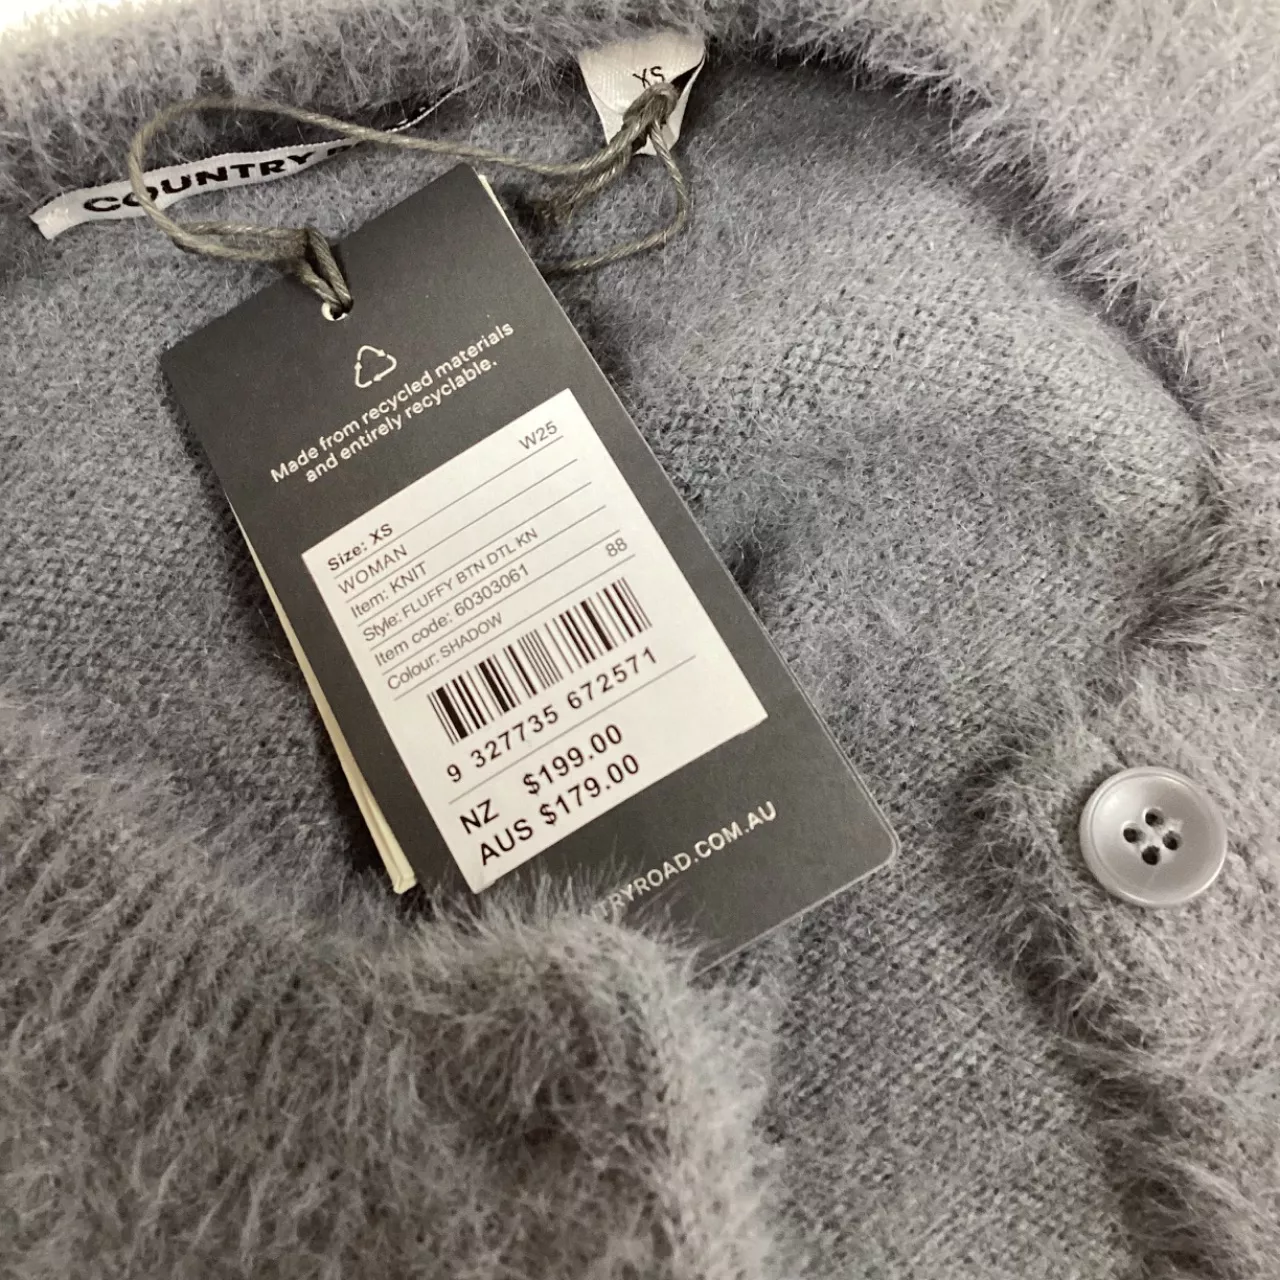 XS
COUNTRY
Made from recycled materials
and entirely recyclable.
W25
Size: XS
WOMAN
Item: KNIT
Style: FLUFFY BTN DTL KN
Item code: 60303061 88
Colour: SHADOW
9 327735 672571
NZ $199.00
AUS $179.00
TRYROAD.COM.AU